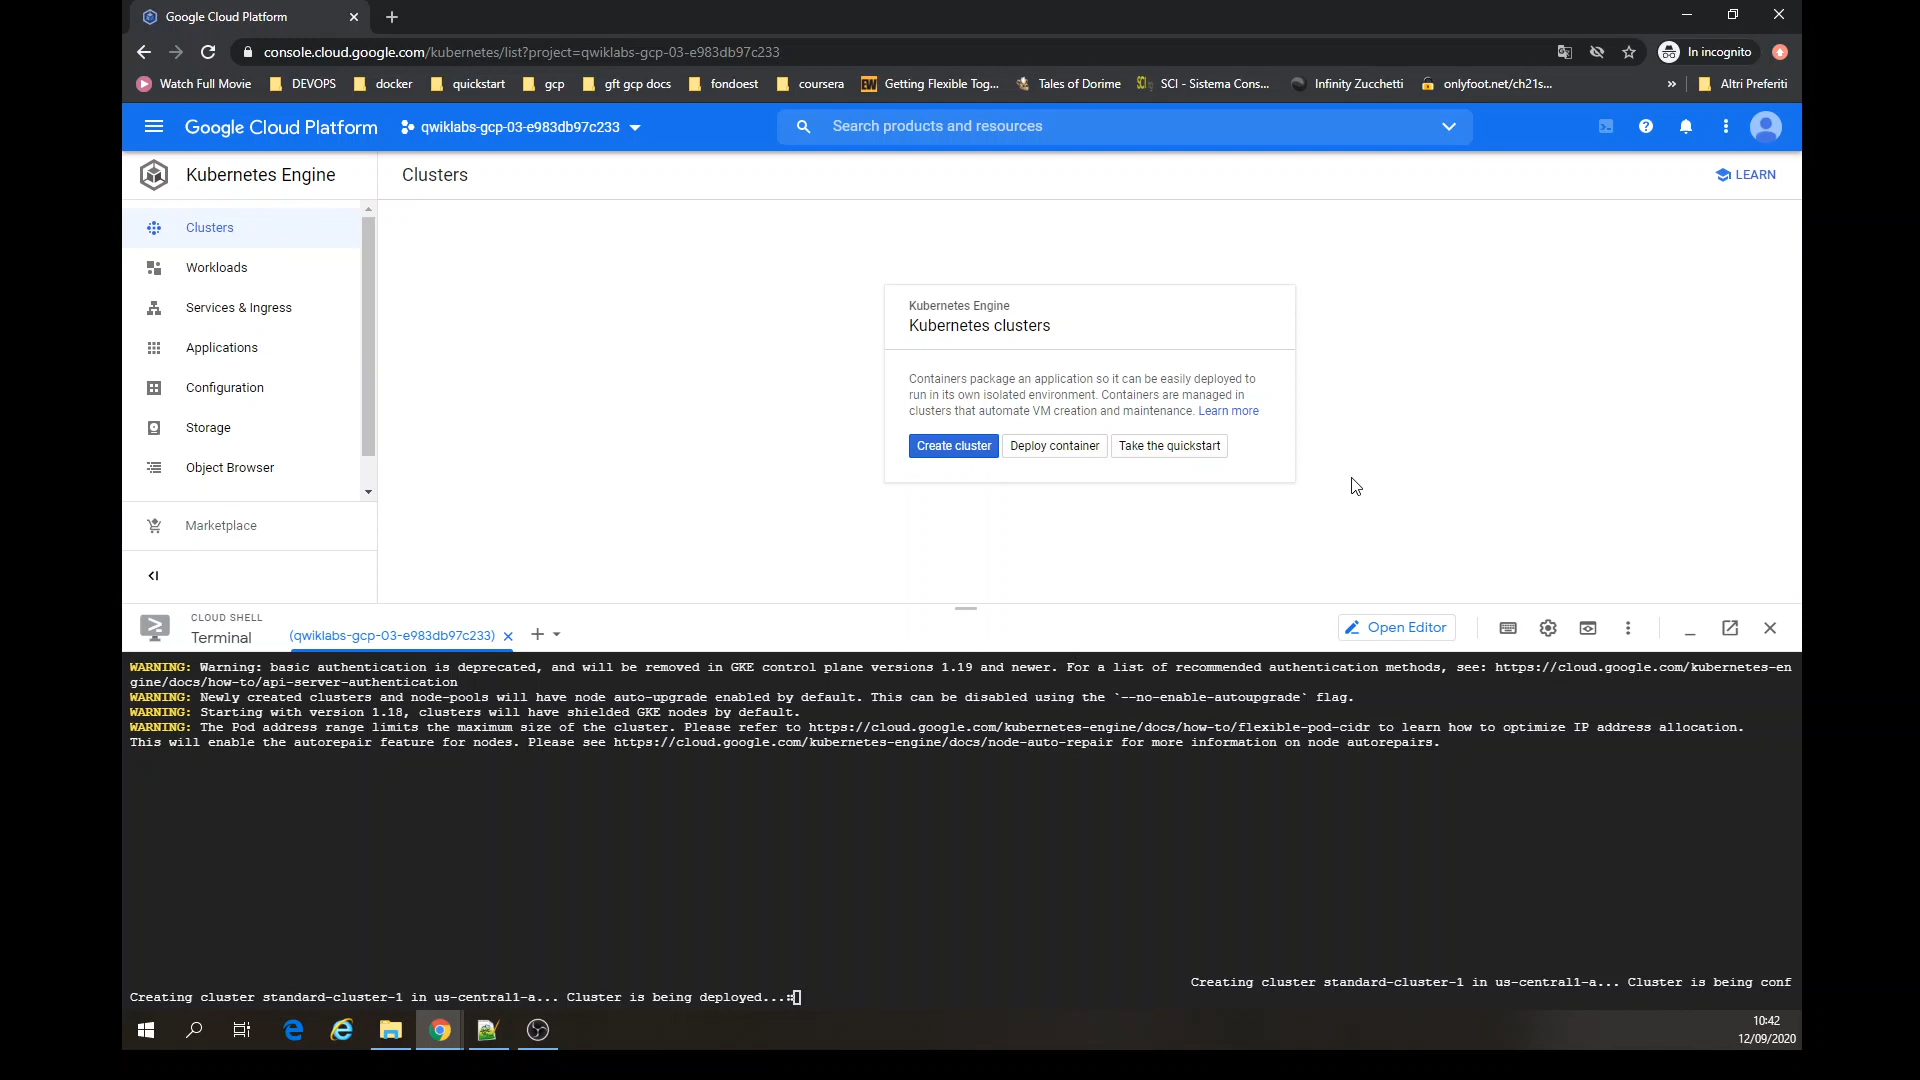 Google Cloud Platform
console.cloud.google.com/kubernetes/list?project=qwiklabs-gcp-03-e983db97c233
In incognito
Watch Full Movie
DEVOPS
docker
quickstart
gcp
gft gcp docs
fondoest
coursera
Getting Flexible Tog...
Tales of Dorime
SCI - Sistema Cons...
Infinity Zucchetti
onlyfoot.net/ch21s...
»
Altri Preferiti
Google Cloud Platform
qwiklabs-gcp-03-e983db97c233
Search products and resources
Kubernetes Engine
Clusters
LEARN
Clusters
Workloads
Services & Ingress
Applications
Configuration
Storage
Object Browser
Marketplace
Kubernetes Engine
Kubernetes clusters
Containers package an application so it can be easily deployed to
run in its own isolated environment. Containers are managed in
clusters that automate VM creation and maintenance. Learn more
Create cluster
Deploy container
Take the quickstart
CLOUD SHELL
Terminal
(qwiklabs-gcp-03-e983db97c233)
Open Editor
WARNING: Warning: basic authentication is deprecated, and will be removed in GKE control plane versions 1.19 and newer. For a list of recommended authentication methods, see: https://cloud.google.com/kubernetes-en
gine/docs/how-to/api-server-authentication
WARNING: Newly created clusters and node-pools will have node auto-upgrade enabled by default. This can be disabled using the `--no-enable-autoupgrade` flag.
WARNING: Starting with version 1.18, clusters will have shielded GKE nodes by default.
WARNING: The Pod address range limits the maximum size of the cluster. Please refer to https://cloud.google.com/kubernetes-engine/docs/how-to/flexible-pod-cidr to learn how to optimize IP address allocation.
This will enable the autorepair feature for nodes. Please see https://cloud.google.com/kubernetes-engine/docs/node-auto-repair for more information on node autorepairs.
Creating cluster standard-cluster-1 in us-central1-a... Cluster is being conf
Creating cluster standard-cluster-1 in us-central1-a... Cluster is being deployed...
10:42
12/09/2020